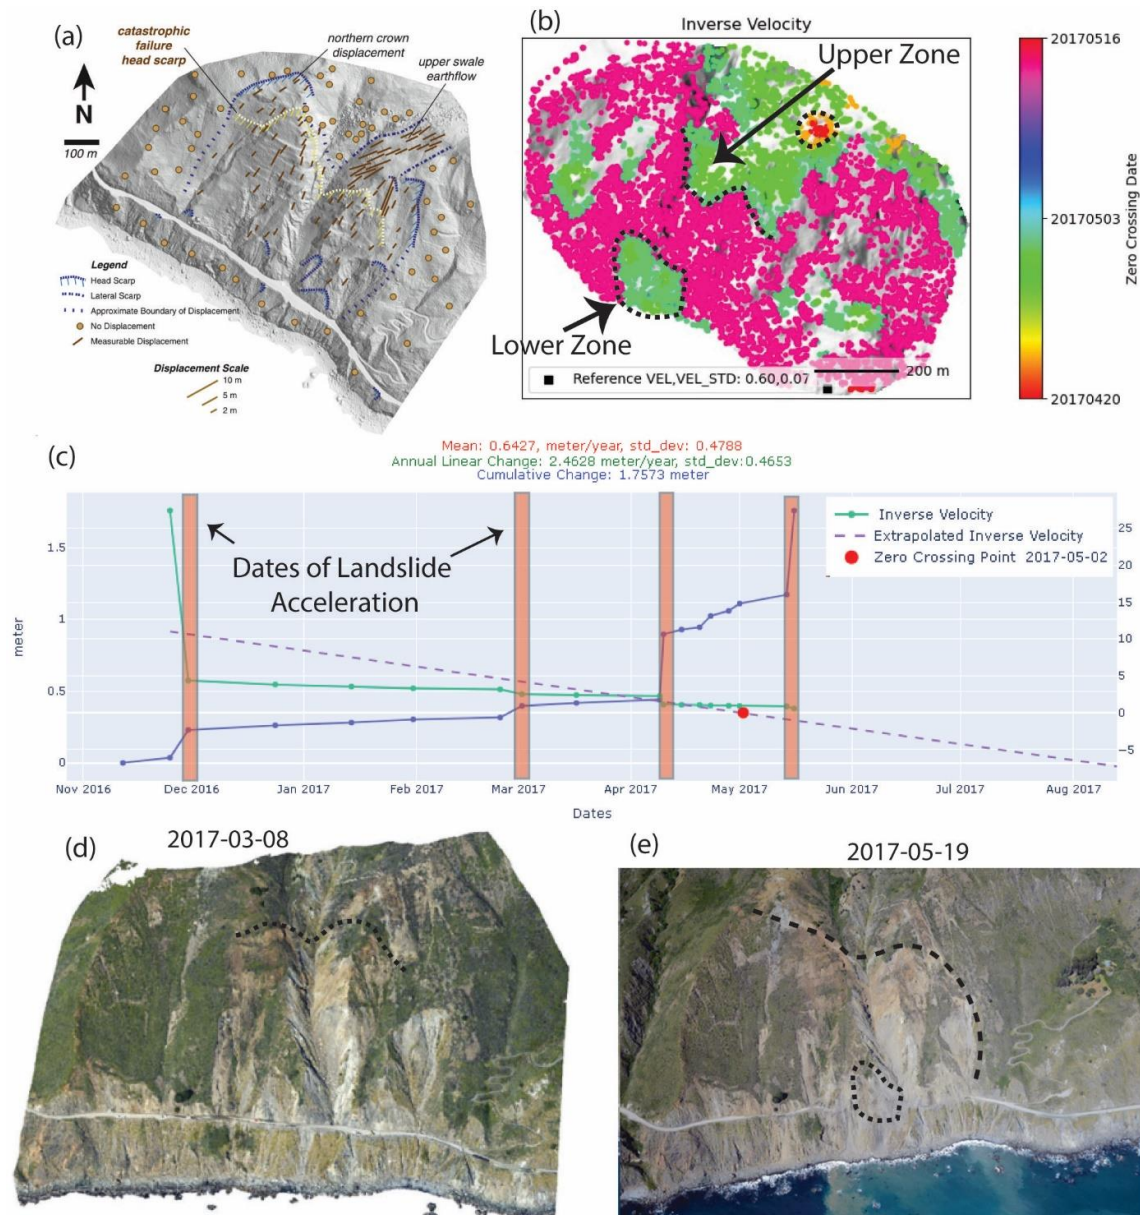 (a)
catastrophic
failure
head scarp
northern crown
displacement
upper swale
earthflow
N
100 m
Legend
Head Scarp
Lateral Scarp
Approximate Boundary of Displacement
No Displacement
Measurable Displacement
Displacement Scale
10 m
5 m
2 m
(b)
Inverse Velocity
Upper Zone
Lower Zone
Reference VEL,VEL_STD: 0.60,0.07
200 m
20170516
20170503
20170420
Zero Crossing Date
(c)
Mean: 0.6427, meter/year, std_dev: 0.4788
Annual Linear Change: 2.4628 meter/year, std_dev:0.4653
Cumulative Change: 1.7573 meter
Dates of Landslide
Acceleration
Inverse Velocity
Extrapolated Inverse Velocity
Zero Crossing Point 2017-05-02
meter
1.5
1
0.5
0
25
20
15
10
5
0
−5
Nov 2016 Dec 2016 Jan 2017 Feb 2017 Mar 2017 Apr 2017 May 2017 Jun 2017 Jul 2017 Aug 2017
Dates
(d)
2017-03-08
(e)
2017-05-19